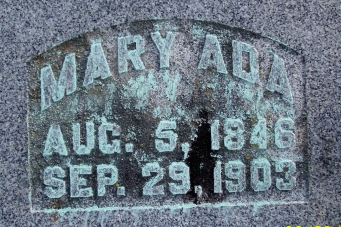 MARY ADA
AUG. 5, 1846
SEP. 29, 1903